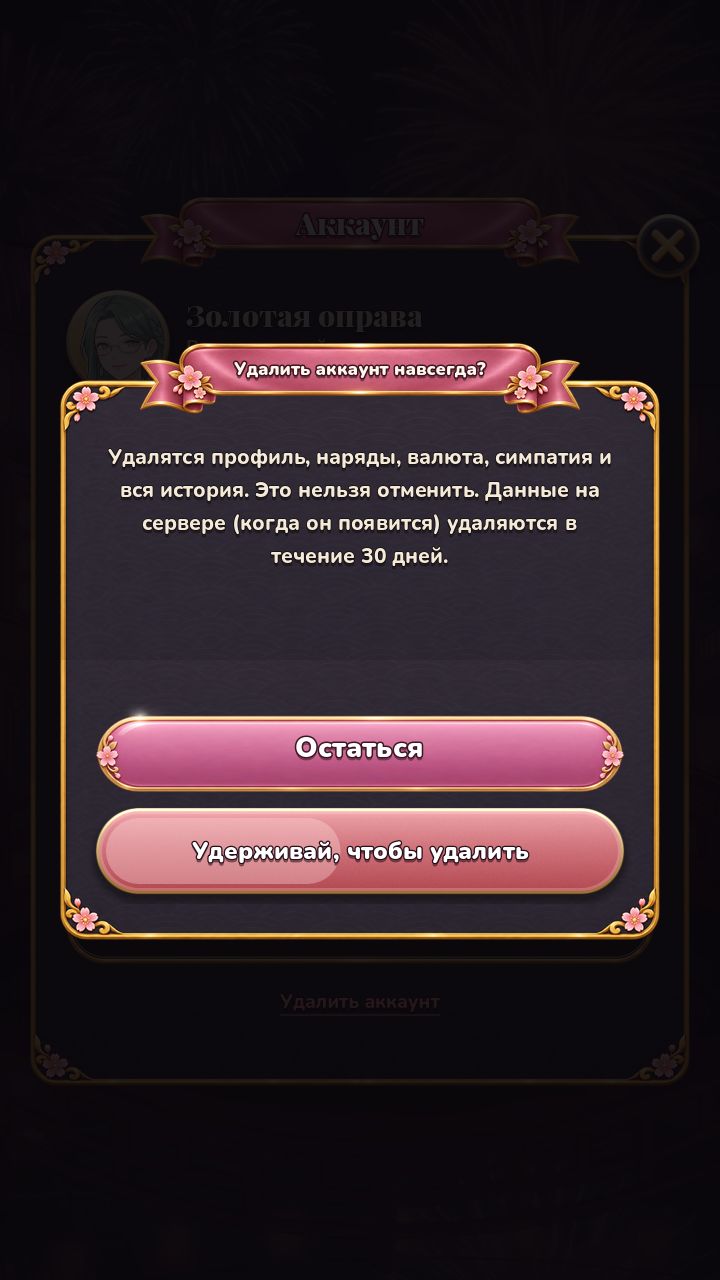 Аккаунт
Золотая оправа
Удалить аккаунт навсегда?
Удалятся профиль, наряды, валюта, симпатия и
вся история. Это нельзя отменить. Данные на
сервере (когда он появится) удаляются в
течение 30 дней.
Остаться
Удерживай, чтобы удалить
Удалить аккаунт